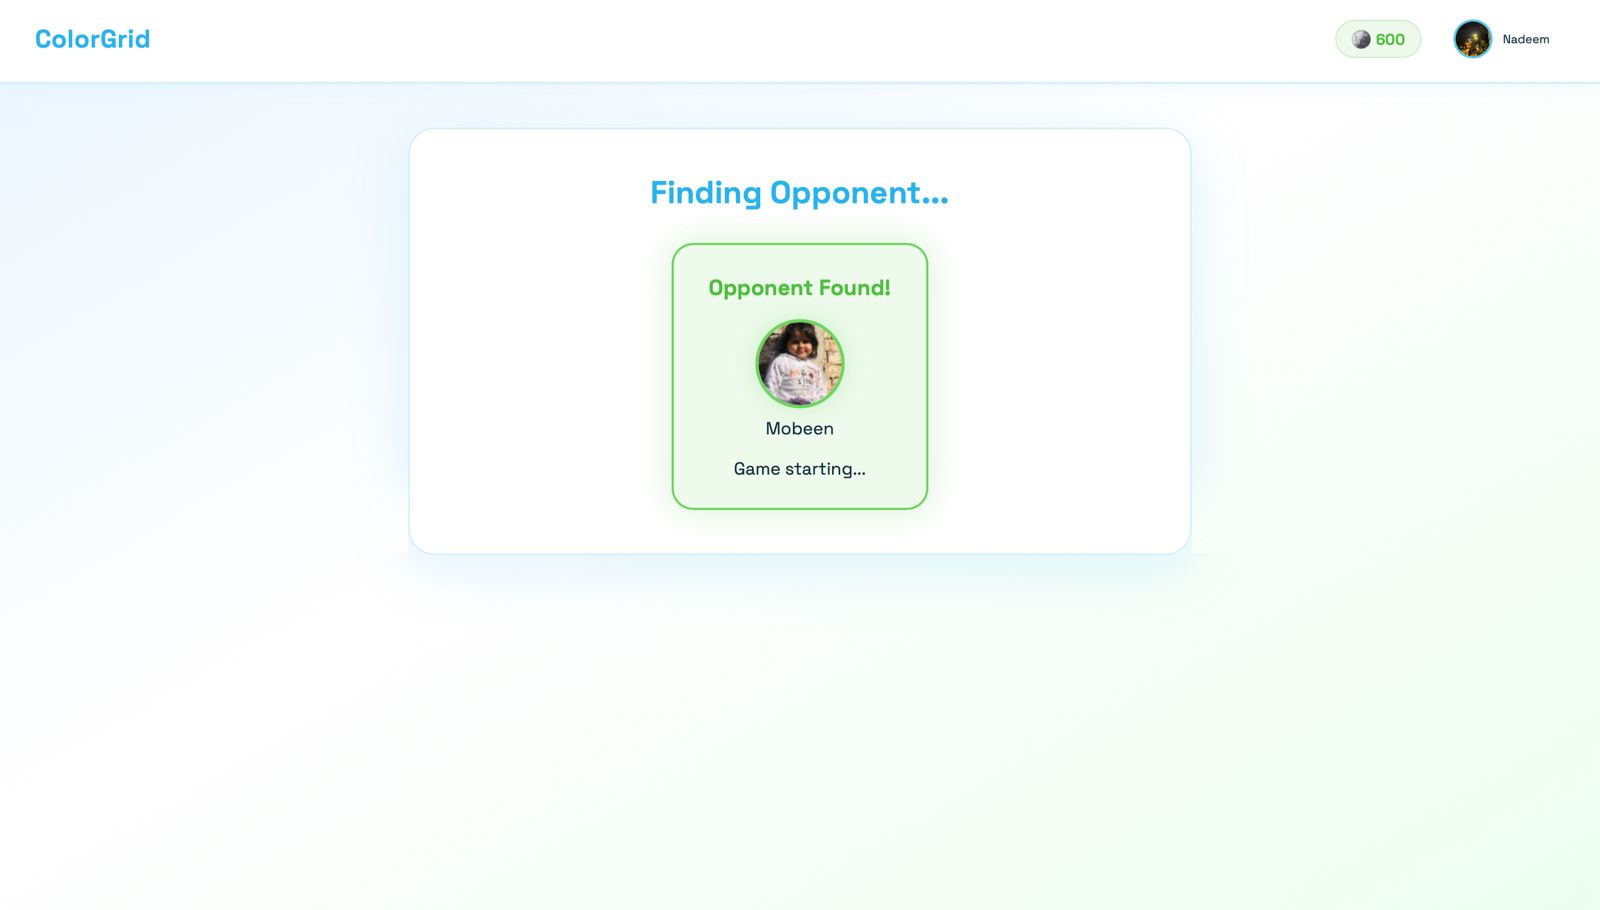 ColorGrid
600
Nadeem
Finding Opponent...
Opponent Found!
Mobeen
Game starting...